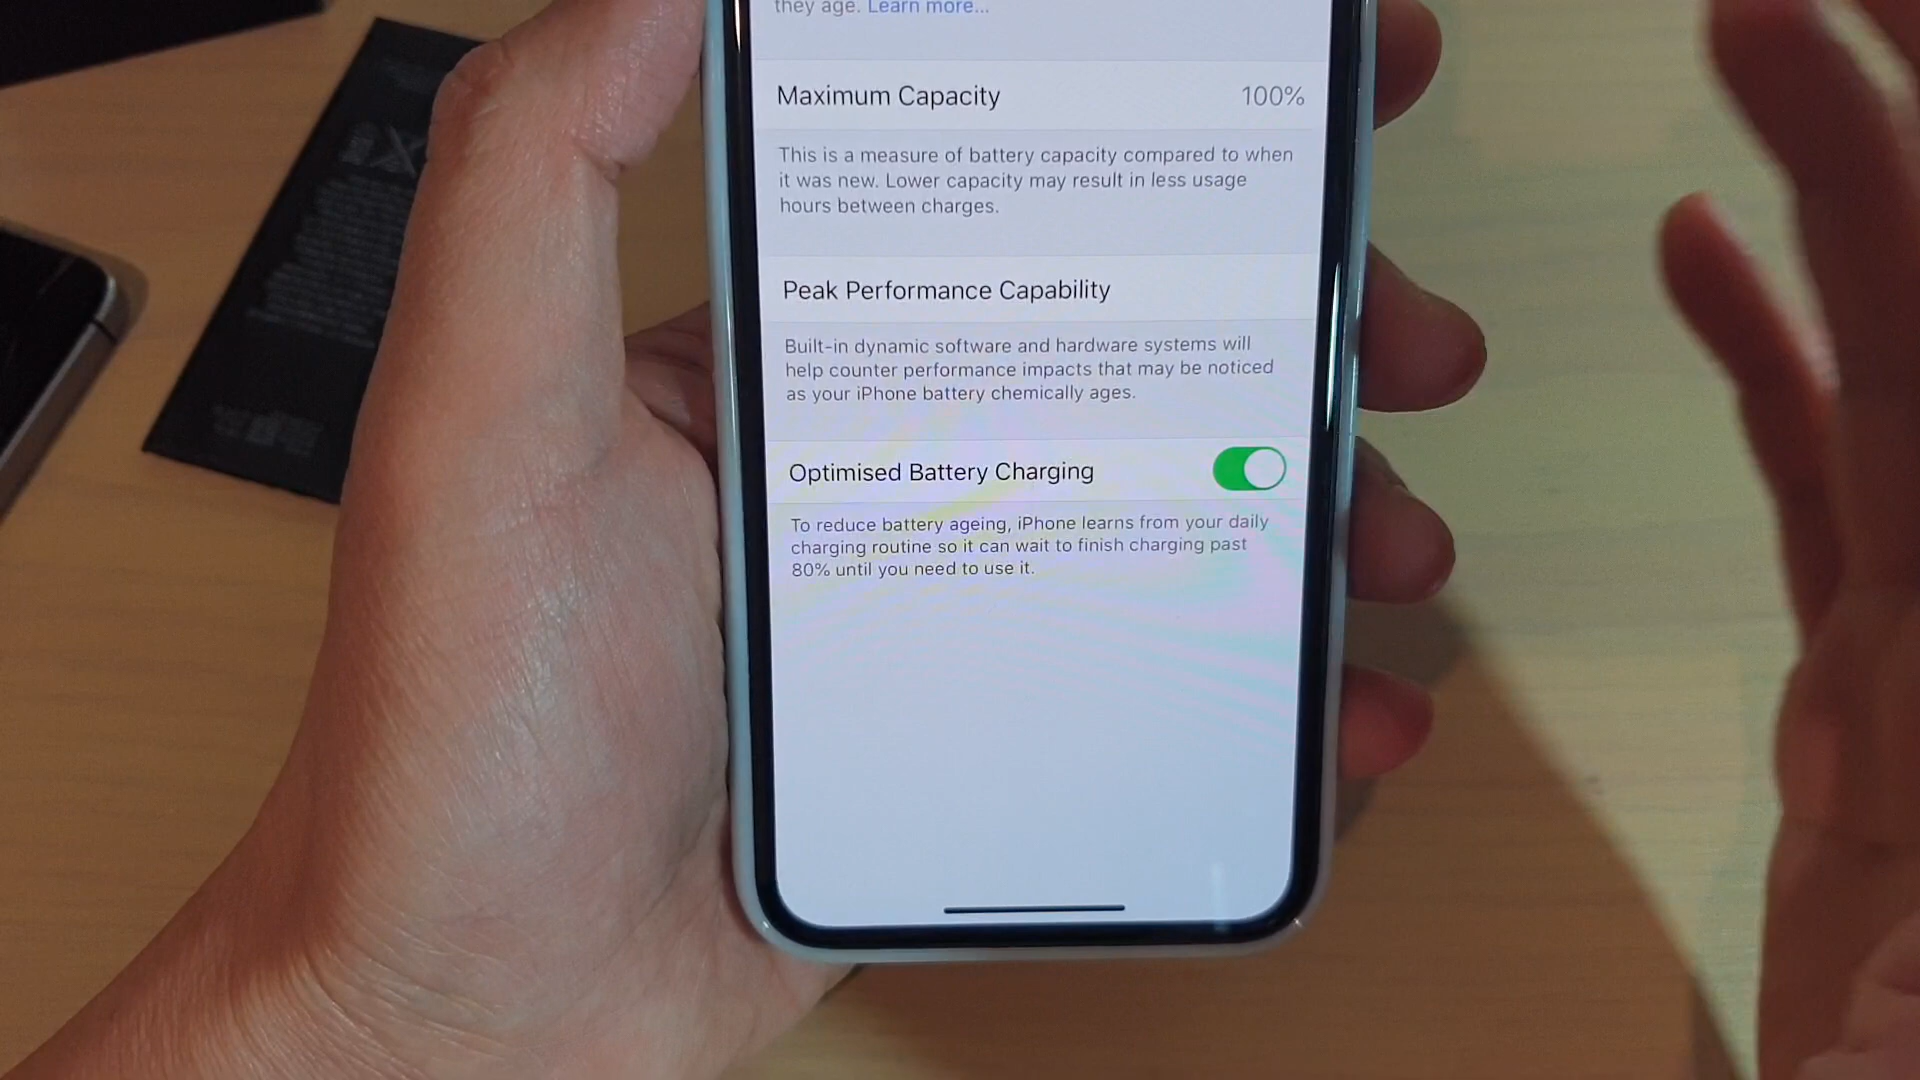 they age. Learn more...
Maximum Capacity 100%
This is a measure of battery capacity compared to when
it was new. Lower capacity may result in less usage
hours between charges.
Peak Performance Capability
Built-in dynamic software and hardware systems will
help counter performance impacts that may be noticed
as your iPhone battery chemically ages.
Optimised Battery Charging
To reduce battery ageing, iPhone learns from your daily
charging routine so it can wait to finish charging past
80% until you need to use it.